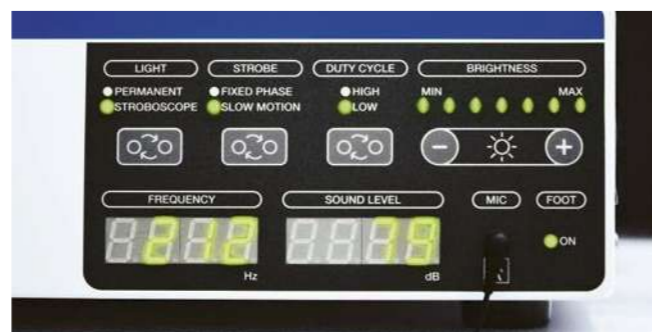 LIGHT STROBE DUTY CYCLE BRIGHTNESS
PERMANENT FIXED PHASE HIGH MIN MAX
STROBOSCOPE SLOW MOTION LOW
FREQUENCY SOUND LEVEL MIC FOOT
212 79 ON
Hz dB